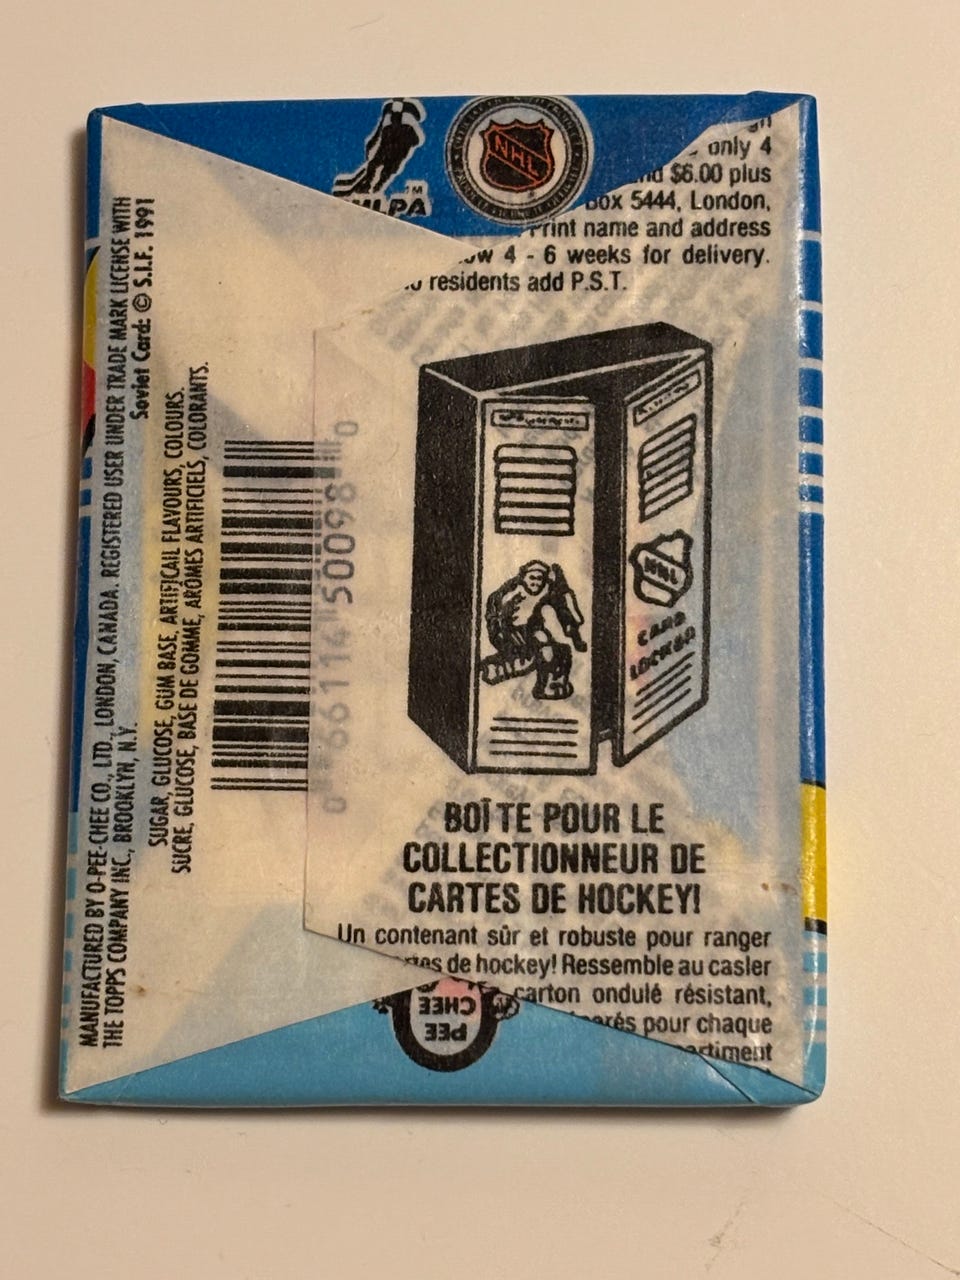 NHLPA
NHL
only 4
$6.00 plus
Box 5444, London,
Print name and address
4 - 6 weeks for delivery.
residents add P.S.T.
MANUFACTURED BY O-PEE-CHEE CO., LTD., LONDON, CANADA. REGISTERED USER UNDER TRADE MARK LICENSE WITH
THE TOPPS COMPANY INC., BROOKLYN, N.Y.
Soviet Card: © S.I.F. 1991
SUGAR, GLUCOSE, GUM BASE, ARTIFICAIL FLAVOURS, COLOURS.
SUCRE, GLUCOSE, BASE DE GOMME, ARÔMES ARTIFICIELS, COLORANTS.
0 66114 50098 0
NHL
CARD
LOCKER
BOÎTE POUR LE
COLLECTIONNEUR DE
CARTES DE HOCKEY!
Un contenant sûr et robuste pour ranger
de hockey! Ressemble au casier
carton ondulé résistant,
pour chaque
PEE
CHEE